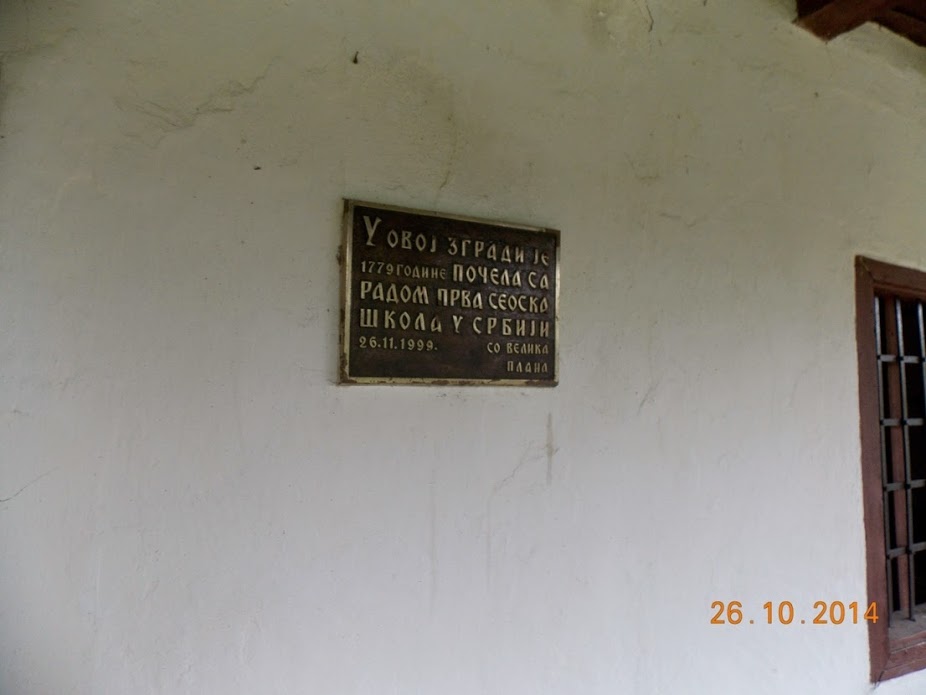 У ОВОЈ ЗГРАДИ ЈЕ
1779 ГОДИНЕ ПОЧЕЛА СА
РАДОМ ПРВА СЕОСКА
ШКОЛА У СРБИЈИ
26.11.1999. СО ВЕЛИКА
ПЛАНА
26.10.2014